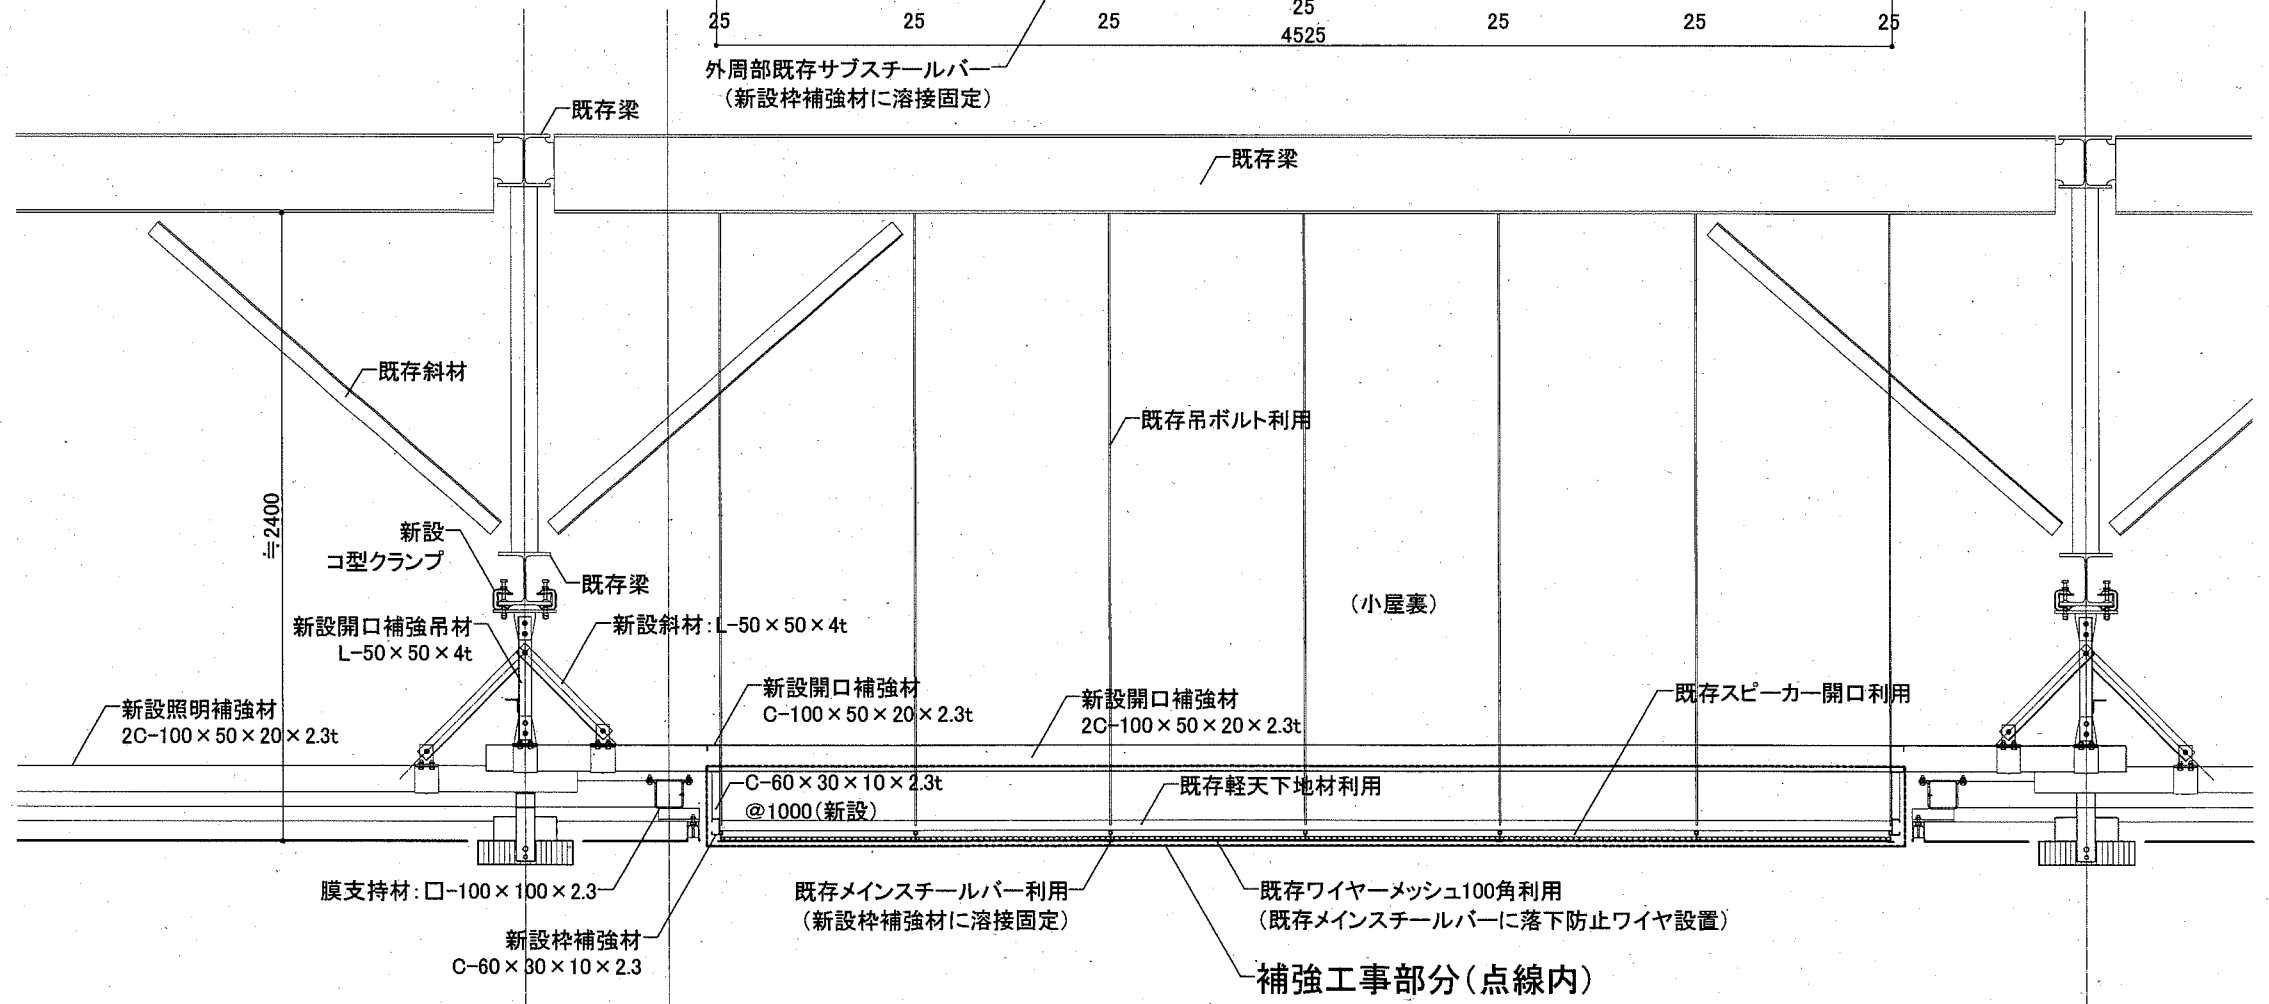 25 25 25 25 25 25 25
4525
外周部既存サブスチールバー
（新設枠補強材に溶接固定）
既存梁
既存梁
既存斜材
既存吊ボルト利用
≒2400
新設
コ型クランプ
既存梁
（小屋裏）
新設開口補強吊材
L-50×50×4t
新設斜材：L-50×50×4t
新設照明補強材
2C-100×50×20×2.3t
新設開口補強材
C-100×50×20×2.3t
新設開口補強材
2C-100×50×20×2.3t
既存スピーカー開口利用
C-60×30×10×2.3t
@1000（新設）
既存軽天下地材利用
膜支持材：口-100×100×2.3
既存メインスチールバー利用
（新設枠補強材に溶接固定）
既存ワイヤーメッシュ100角利用
（既存メインスチールバーに落下防止ワイヤ設置）
新設枠補強材
C-60×30×10×2.3
補強工事部分（点線内）